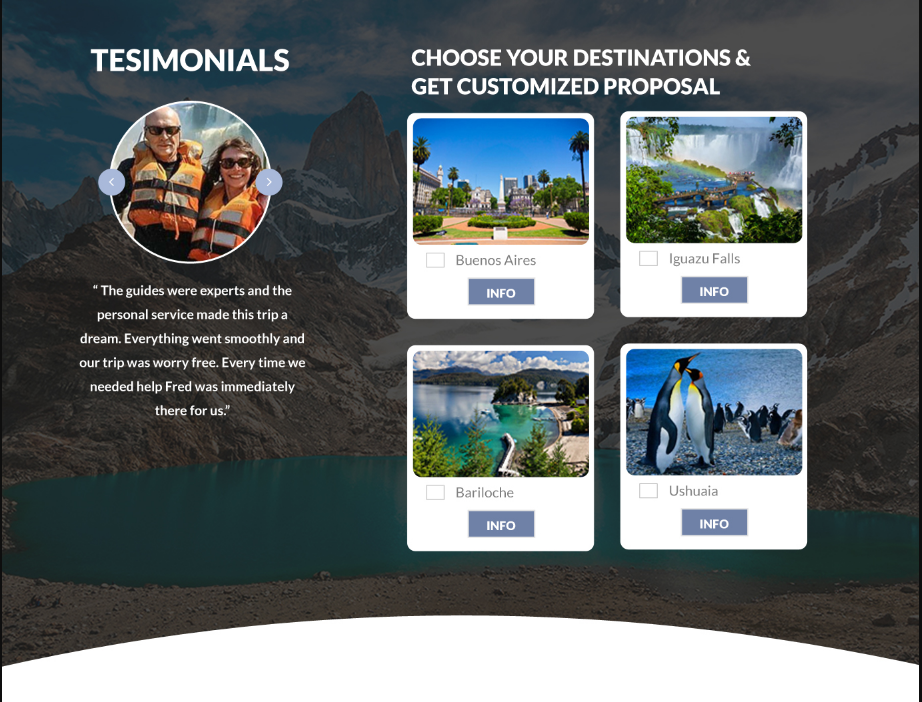 TESIMONIALS
“ The guides were experts and the
personal service made this trip a
dream. Everything went smoothly and
our trip was worry free. Every time we
needed help Fred was immediately
there for us.”
CHOOSE YOUR DESTINATIONS &
GET CUSTOMIZED PROPOSAL
Buenos Aires
INFO
Iguazu Falls
INFO
Bariloche
INFO
Ushuaia
INFO